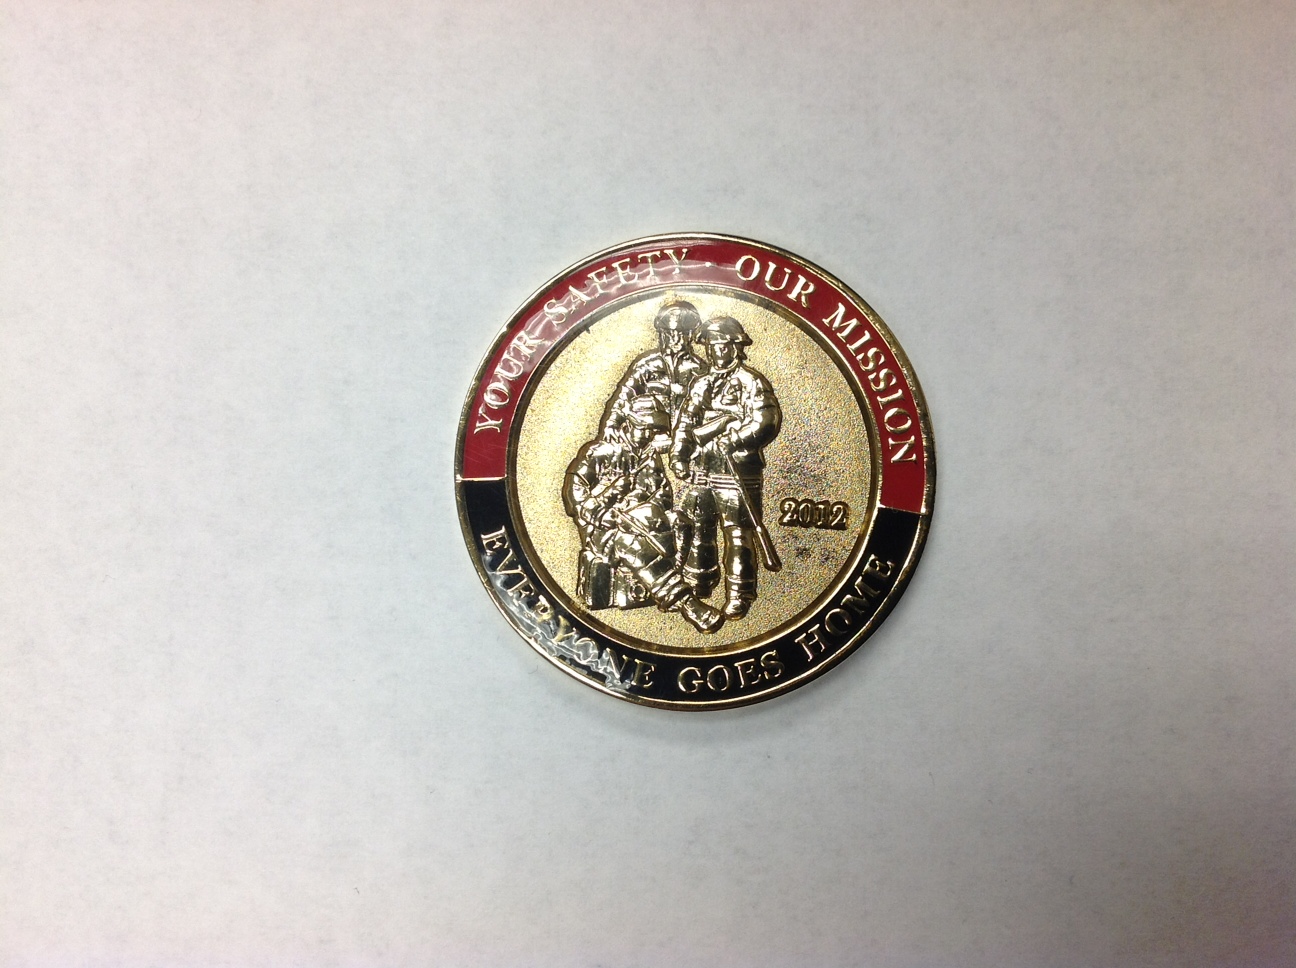 YOUR SAFETY · OUR MISSION
2012
EVERYONE GOES HOME